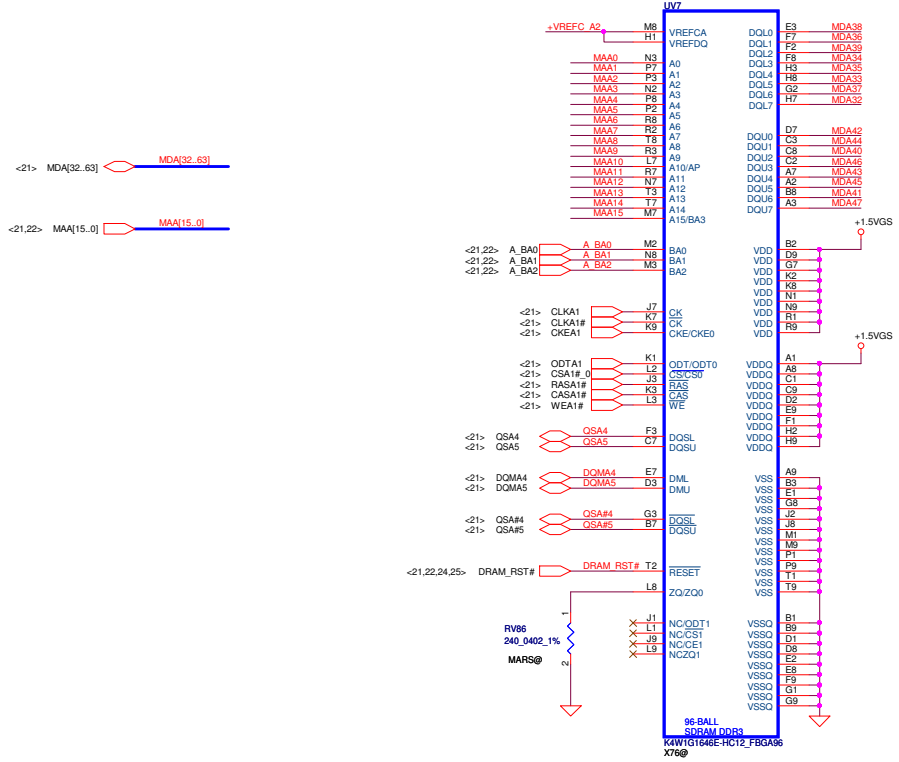 UV7
+VREFC_A2 M8 VREFCA DQL0 E3 MDA38
H1 VREFDQ DQL1 F7 MDA36
DQL2 F2 MDA39
MAA0 N3 A0 DQL3 F8 MDA34
MAA1 P7 A1 DQL4 H3 MDA35
MAA2 P3 A2 DQL5 H8 MDA33
MAA3 N2 A3 DQL6 G2 MDA37
MAA4 P8 A4 DQL7 H7 MDA32
MAA5 P2 A5
MAA6 R8 A6
MAA7 R2 A7 DQU0 D7 MDA42
MAA8 T8 A8 DQU1 C3 MDA44
MAA9 R3 A9 DQU2 C8 MDA40
MAA10 L7 A10/AP DQU3 C2 MDA46
MAA11 R7 A11 DQU4 A7 MDA43
MAA12 N7 A12 DQU5 A2 MDA45
MAA13 T3 A13 DQU6 B8 MDA41
MAA14 T7 A14 DQU7 A3 MDA47
MAA15 M7 A15/BA3
<21> MDA[32..63] MDA[32..63]
<21,22> MAA[15..0] MAA[15..0]
+1.5VGS
<21,22> A_BA0 A_BA0 M2 BA0 VDD B2
<21,22> A_BA1 A_BA1 N8 BA1 VDD D9
<21,22> A_BA2 A_BA2 M3 BA2 VDD G7
VDD K2
VDD K8
VDD N1
<21> CLKA1 J7 CK VDD N9
<21> CLKA1# K7 CK VDD R1
<21> CKEA1 K9 CKE/CKE0 VDD R9
+1.5VGS
<21> ODTA1 K1 ODT/ODT0 VDDQ A1
<21> CSA1#_0 L2 CS/CS0 VDDQ A8
<21> RASA1# J3 RAS VDDQ C1
<21> CASA1# K3 CAS VDDQ C9
<21> WEA1# L3 WE VDDQ D2
VDDQ E9
VDDQ F1
<21> QSA4 QSA4 F3 DQSL VDDQ H2
<21> QSA5 QSA5 C7 DQSU VDDQ H9
<21> DQMA4 DQMA4 E7 DML VSS A9
<21> DQMA5 DQMA5 D3 DMU VSS B3
VSS E1
VSS G8
<21> QSA#4 QSA#4 G3 DQSL VSS J2
<21> QSA#5 QSA#5 B7 DQSU VSS J8
VSS M1
VSS M9
VSS P1
<21,22,24,25> DRAM_RST# DRAM_RST# T2 RESET VSS P9
VSS T1
L8 ZQ/ZQ0 VSS T9
1
RV86
240_0402_1%
MARS@
2
J1 NC/ODT1 VSSQ B1
L1 NC/CS1 VSSQ B9
J9 NC/CE1 VSSQ D1
L9 NCZQ1 VSSQ D8
VSSQ E2
VSSQ E8
VSSQ F9
VSSQ G1
VSSQ G9
96-BALL
SDRAM DDR3
K4W1G1646E-HC12_FBGA96
X76@